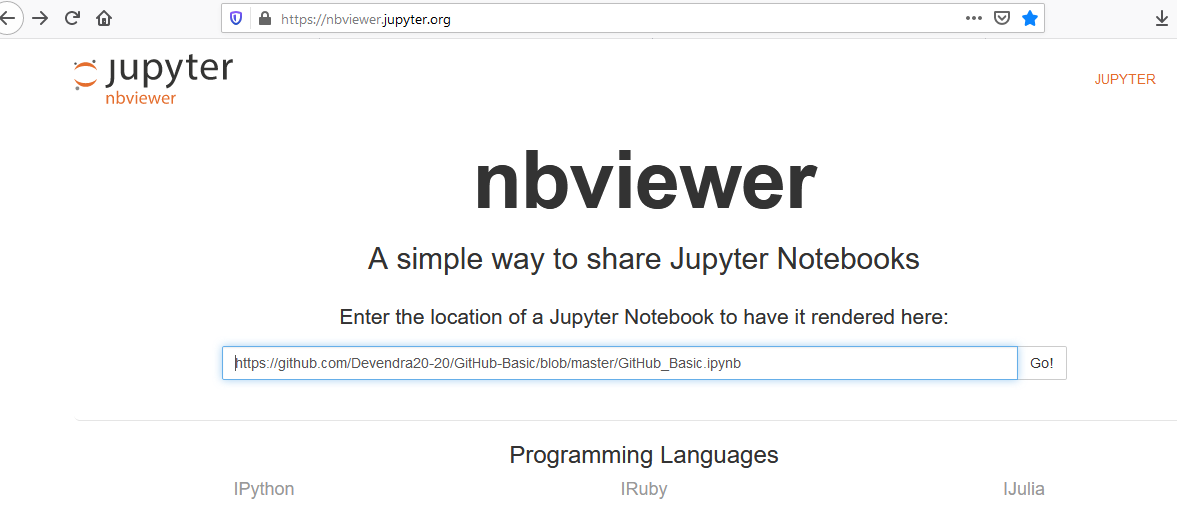 https://nbviewer.jupyter.org
jupyter
nbviewer
JUPYTER
nbviewer
A simple way to share Jupyter Notebooks
Enter the location of a Jupyter Notebook to have it rendered here:
https://github.com/Devendra20-20/GitHub-Basic/blob/master/GitHub_Basic.ipynb Go!
Programming Languages
IPython IRuby IJulia